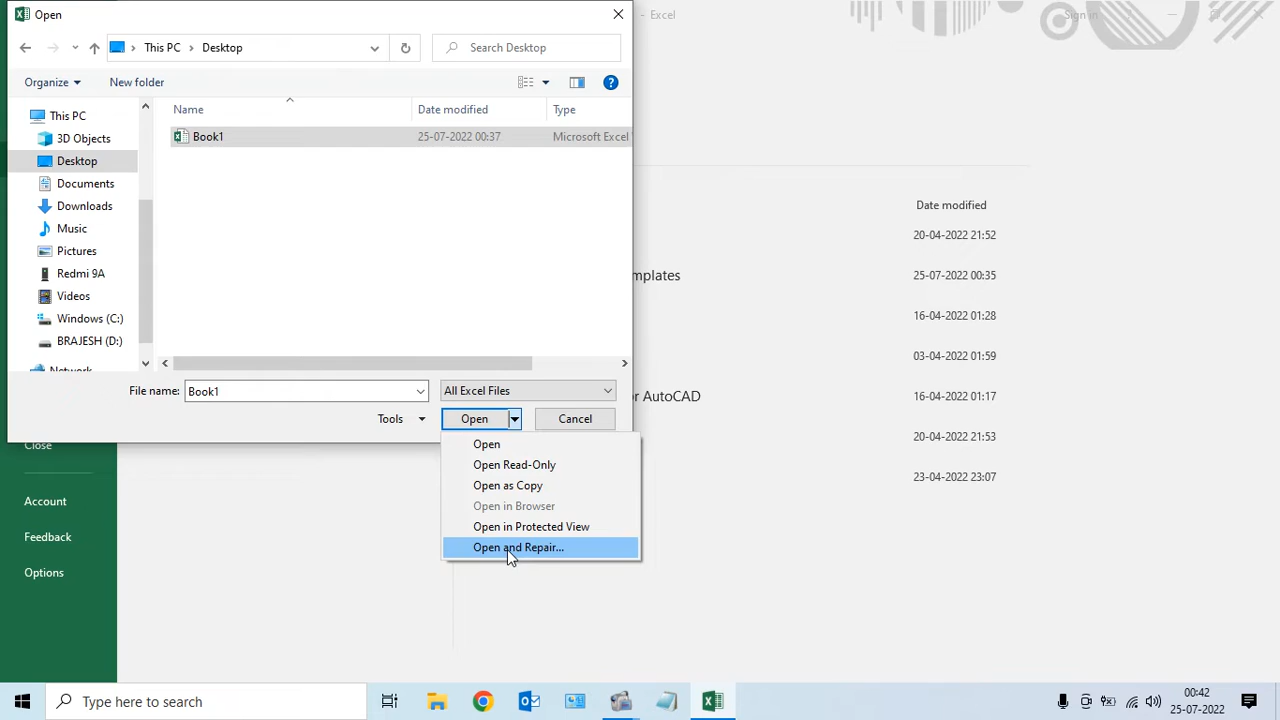 Open
- Excel
Sign in
This PC
Desktop
Search Desktop
Organize
New folder
Name
Date modified
Type
This PC
3D Objects
Desktop
Documents
Downloads
Music
Pictures
Redmi 9A
Videos
Windows (C:)
BRAJESH (D:)
Network
Book1
25-07-2022 00:37
Microsoft Excel
File name:
Book1
All Excel Files
Tools
Open
Cancel
Open
Open Read-Only
Open as Copy
Open in Browser
Open in Protected View
Open and Repair...
Date modified
20-04-2022 21:52
mplates
25-07-2022 00:35
16-04-2022 01:28
03-04-2022 01:59
or AutoCAD
16-04-2022 01:17
20-04-2022 21:53
23-04-2022 23:07
Close
Account
Feedback
Options
Type here to search
00:42
25-07-2022